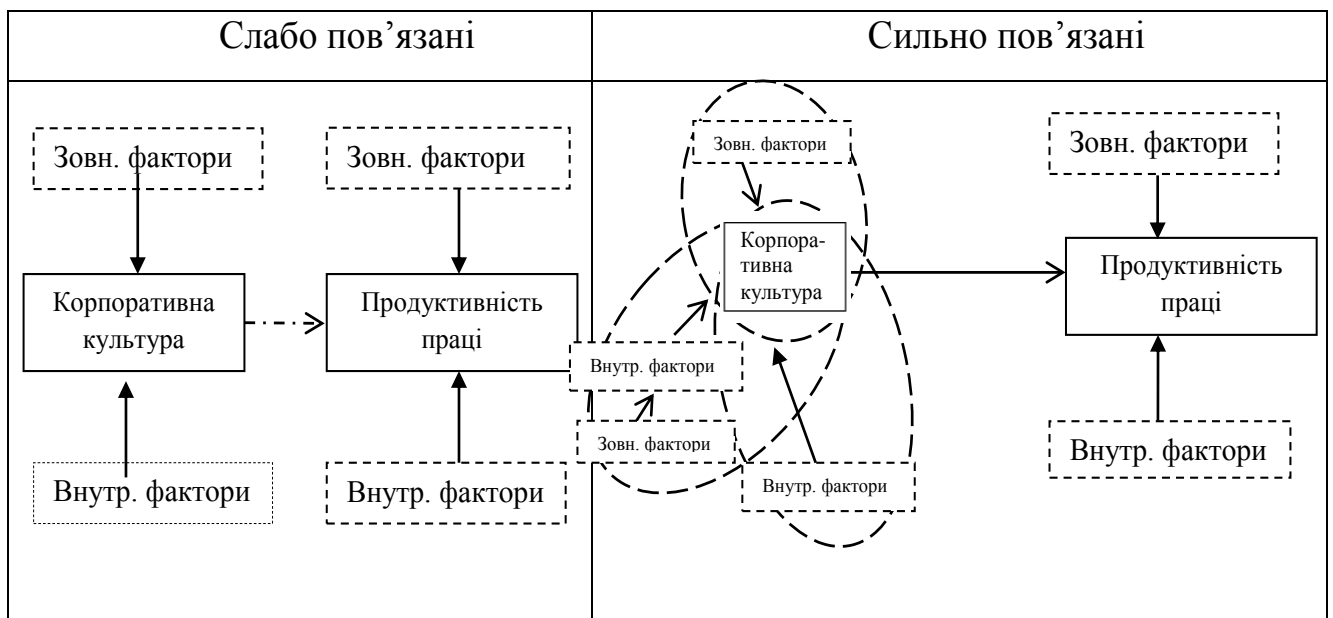 Слабо пов’язані
Сильно пов’язані
Зовн. фактори
Зовн. фактори
Корпоративна
культура
Продуктивність
праці
Внутр. фактори
Внутр. фактори
Зовн. фактори
Корпора-
тивна
культура
Внутр. фактори
Зовн. фактори
Внутр. фактори
Зовн. фактори
Продуктивність
праці
Внутр. фактори